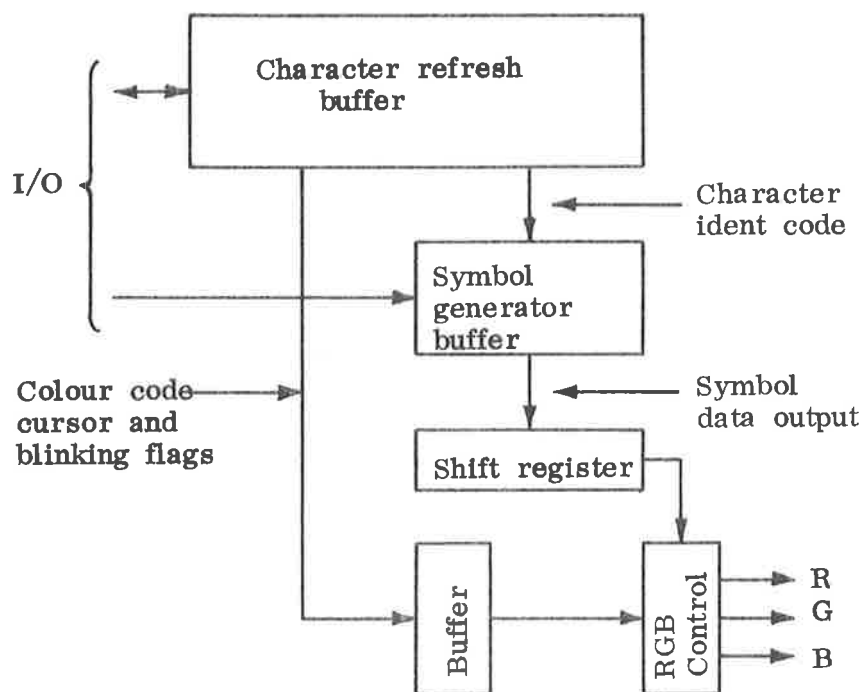 Character refresh
buffer
I/O
Character
ident code
Symbol
generator
buffer
Colour code
cursor and
blinking flags
Symbol
data output
Shift register
Buffer
RGB
Control
R
G
B